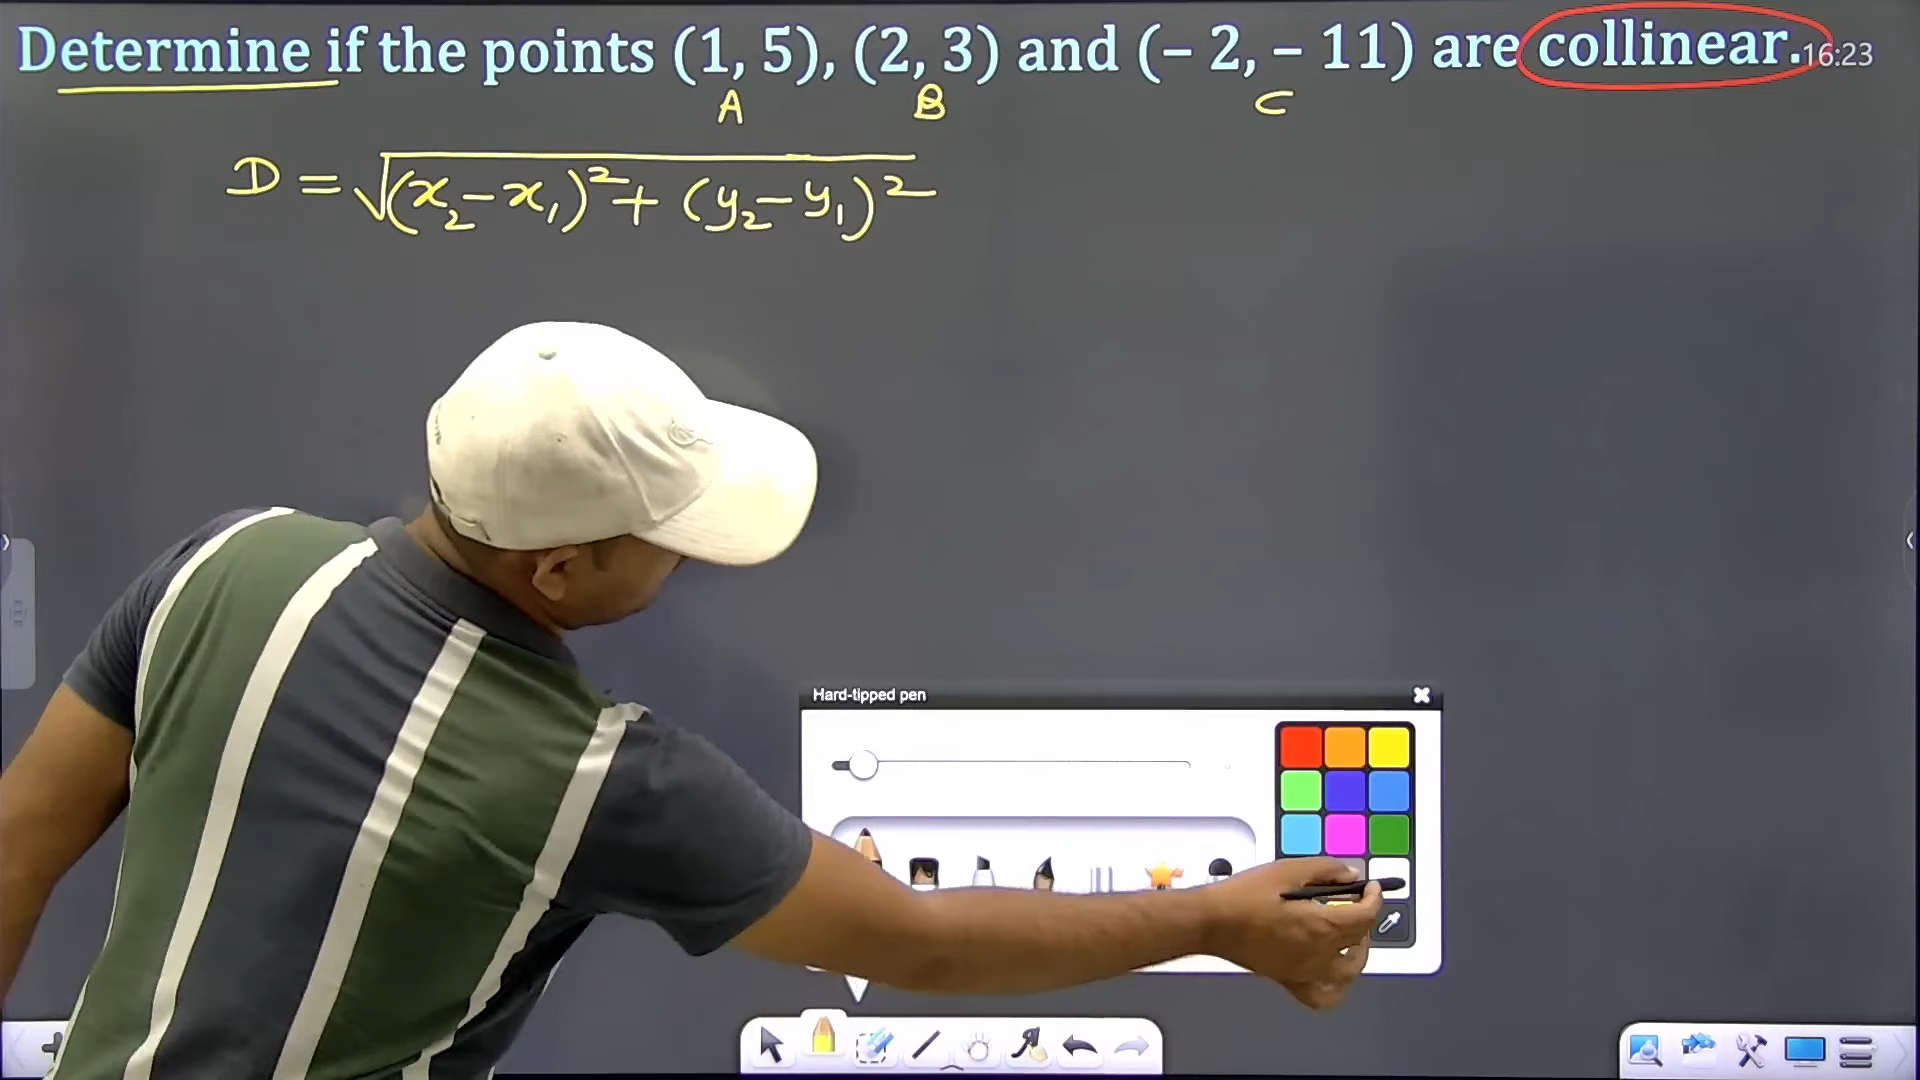 Determine if the points (1, 5), (2, 3) and (– 2, – 11) are collinear.
16:23
A B C
D = √(x₂-x₁)² + (y₂-y₁)²
Hard-tipped pen